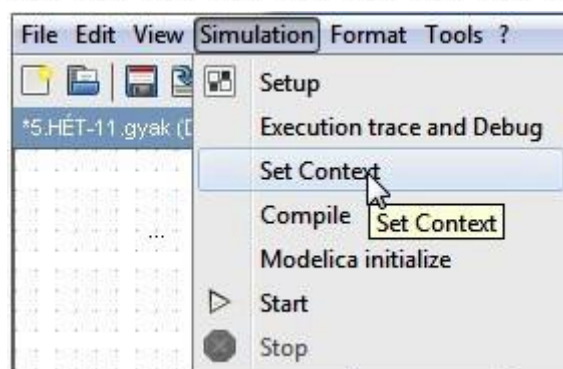 File Edit View Simulation Format Tools ?
Setup
*5.HÉT-11.gyak (
Execution trace and Debug
Set Context
Compile
Set Context
Modelica initialize
Start
Stop